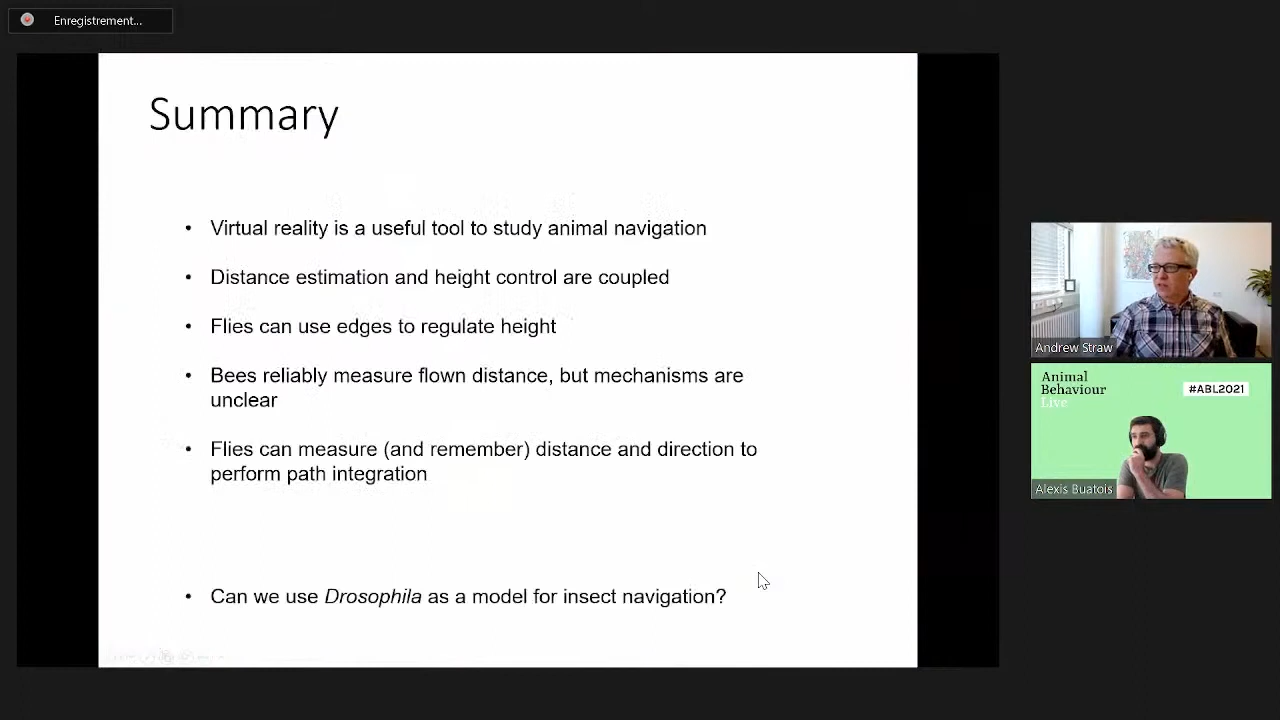 Enregistrement...
Summary
• Virtual reality is a useful tool to study animal navigation
• Distance estimation and height control are coupled
• Flies can use edges to regulate height
• Bees reliably measure flown distance, but mechanisms are
unclear
• Flies can measure (and remember) distance and direction to
perform path integration
• Can we use Drosophila as a model for insect navigation?
Andrew Straw
Animal
Behaviour
Live
#ABL2021
Alexis Buatois